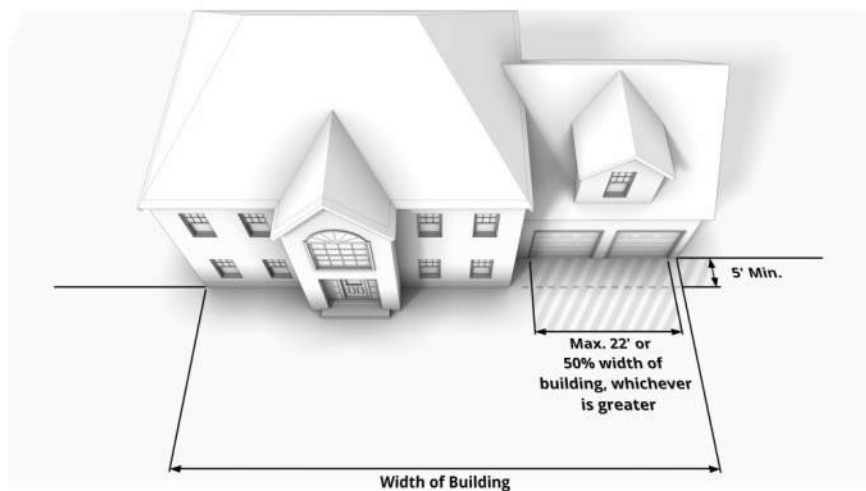 5' Min.
Max. 22' or
50% width of
building, whichever
is greater
Width of Building